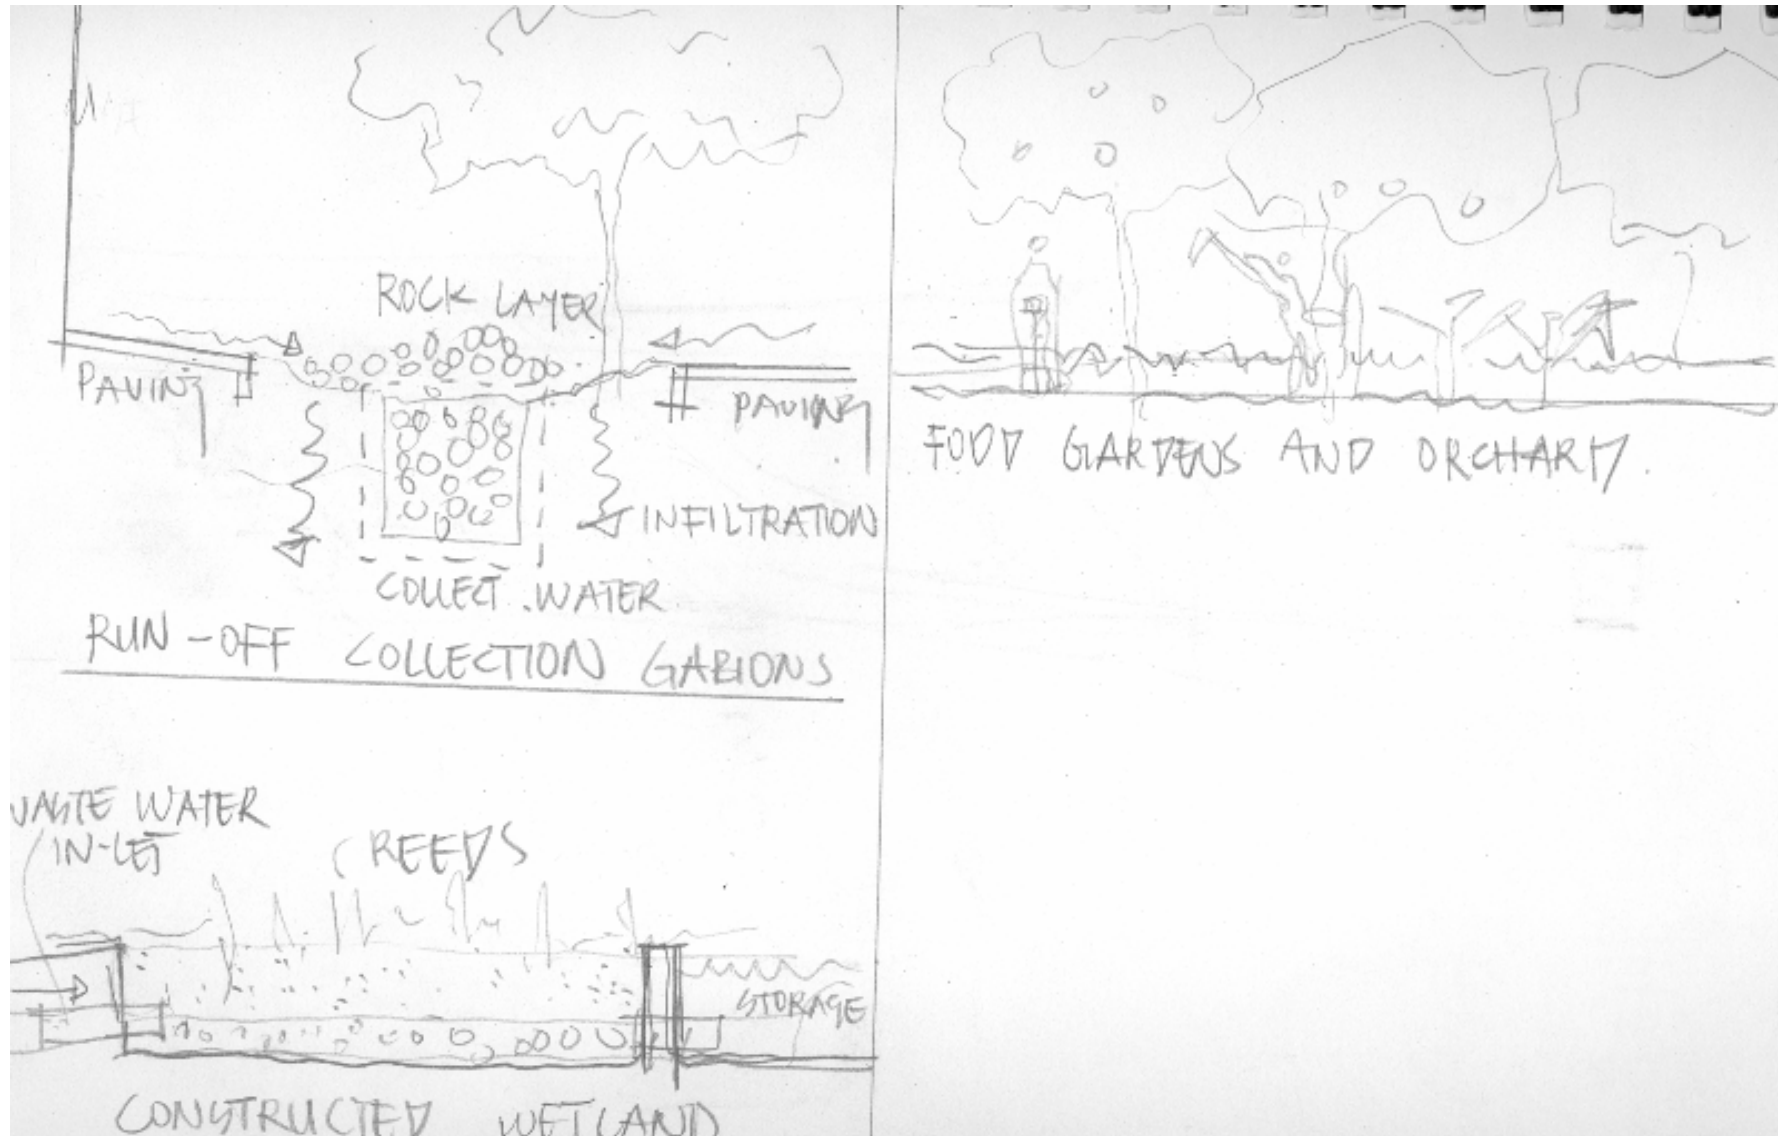 ROCK LAYER
PAVING
PAVING
INFILTRATION
COLLECT WATER
RUN-OFF COLLECTION GABIONS
WASTE WATER
IN-LET
REEDS
STORAGE
CONSTRUCTED WETLAND
FOOD GARDENS AND ORCHARD.